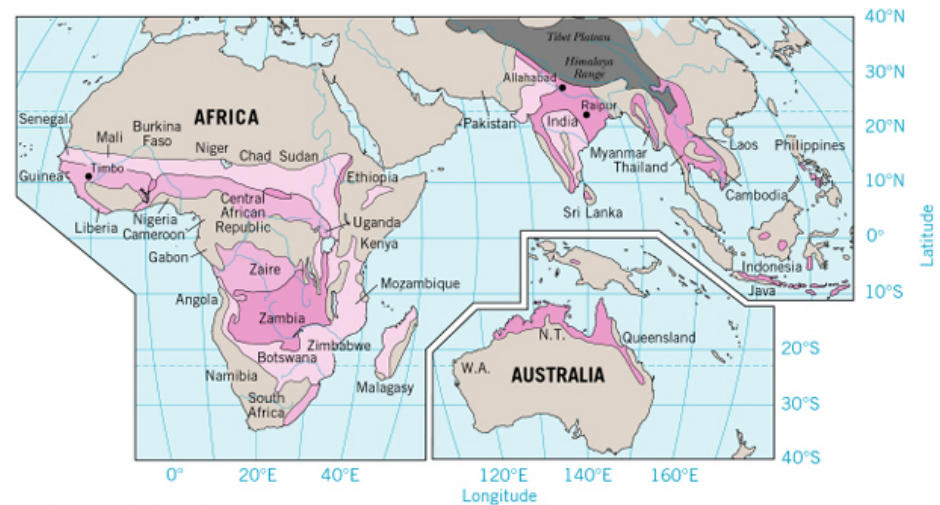 40°N
Tibet Plateau
Himalaya
Range
30°N
Allahabad
Raipur
Senegal
AFRICA
Pakistan
India
20°N
Mali
Burkina
Faso
Niger
Chad
Sudan
Myanmar
Laos
Philippines
Thailand
Guinea
Timbo
Ethiopia
10°N
Cambodia
Central
African
Republic
Sri Lanka
Liberia
Nigeria
Cameroon
Uganda
Kenya
0°
Latitude
Gabon
Zaire
Mozambique
Indonesia
Java
10°S
Angola
Zambia
N.T.
Queensland
Zimbabwe
20°S
Botswana
W.A.
AUSTRALIA
Namibia
Malagasy
South
Africa
30°S
40°S
0°
20°E
40°E
120°E
140°E
160°E
Longitude